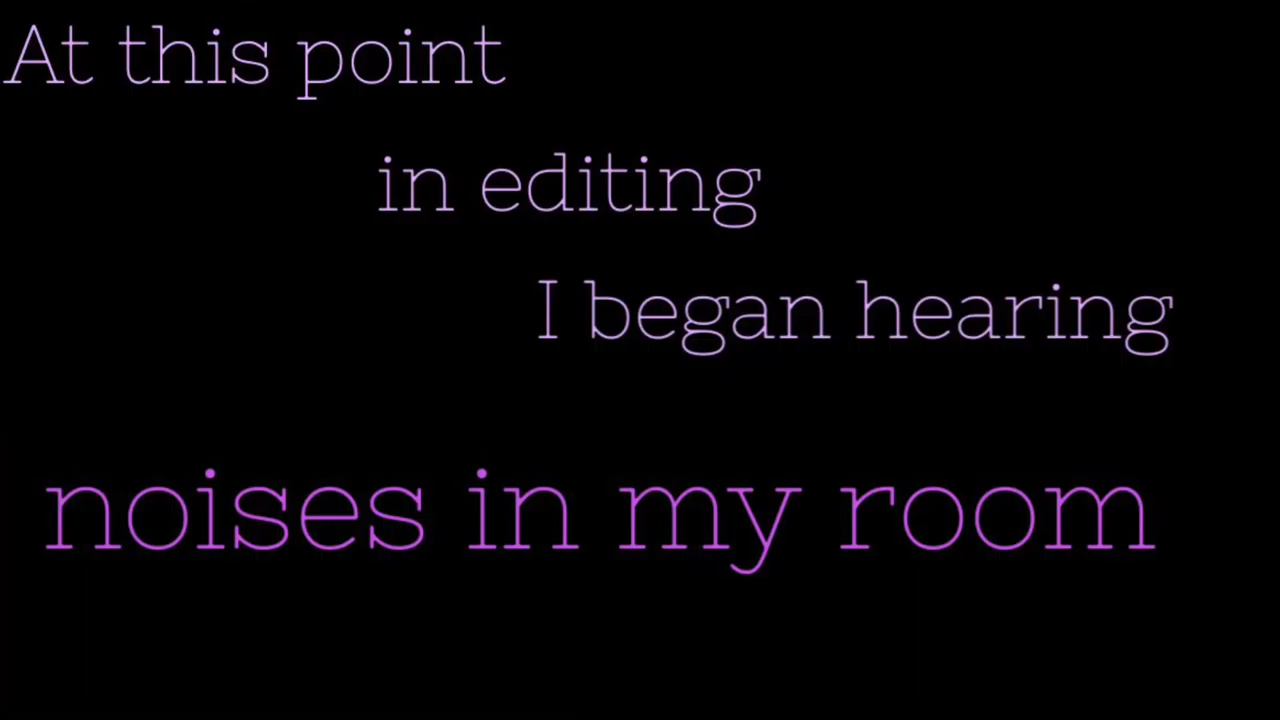 At this point
in editing
I began hearing
noises in my room